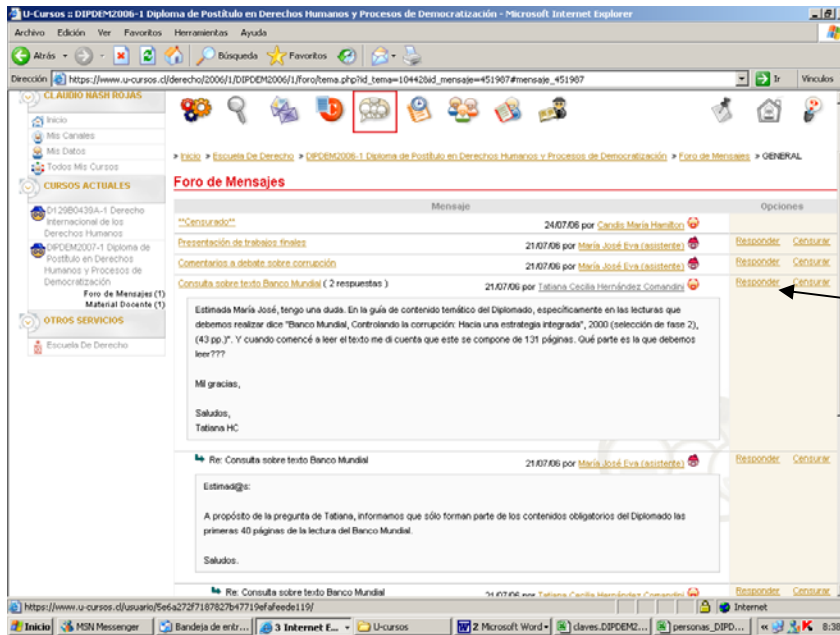 U-Cursos :: DIPDEM2006-1 Diploma de Postítulo en Derechos Humanos y Procesos de Democratización - Microsoft Internet Explorer
Archivo Edición Ver Favoritos Herramientas Ayuda
Atrás Búsqueda Favoritos
Dirección https://www.u-cursos.cl/derecho/2006/1/DIPDEM2006/1/foro/tema.php?id_tema=10442&id_mensaje=451987#mensaje_451987 Ir Vínculos
CLAUDIO NASH ROJAS
Inicio
Mis Canales
Mis Datos
Todos Mis Cursos
CURSOS ACTUALES
D129B0439A-1 Derecho
Internacional de los
Derechos Humanos
DIPDEM2007-1 Diploma de
Postítulo en Derechos
Humanos y Procesos de
Democratización
Foro de Mensajes (1)
Material Docente (1)
OTROS SERVICIOS
Escuela De Derecho
» Inicio » Escuela De Derecho » DIPDEM2006-1 Diploma de Postítulo en Derechos Humanos y Procesos de Democratización » Foro de Mensajes » GENERAL
Foro de Mensajes
Mensaje Opciones
**Censurado** 24/07/06 por Candis María Hamilton
Presentación de trabajos finales 21/07/06 por María José Eva (asistente) Responder Censurar
Comentarios a debate sobre corrupción 21/07/06 por María José Eva (asistente) Responder Censurar
Consulta sobre texto Banco Mundial ( 2 respuestas ) 21/07/06 por Tatiana Cecilia Hernández Comandini Responder Censurar
Estimada María José, tengo una duda. En la guía de contenido temático del Diplomado, específicamente en las lecturas que
debemos realizar dice "Banco Mundial, Controlando la corrupción: Hacia una estrategia integrada", 2000 (selección de fase 2),
(43 pp.)". Y cuando comencé a leer el texto me di cuenta que este se compone de 131 páginas. Qué parte es la que debemos
leer???
Mil gracias,
Saludos,
Tatiana HC
Re: Consulta sobre texto Banco Mundial 21/07/06 por María José Eva (asistente) Responder Censurar
Estimad@s:
A propósito de la pregunta de Tatiana, informamos que sólo forman parte de los contenidos obligatorios del Diplomado las
primeras 40 páginas de la lectura del Banco Mundial.
Saludos.
Re: Consulta sobre texto Banco Mundial 21/07/06 por Tatiana Cecilia Hernández Comandini Responder Censurar
https://www.u-cursos.cl/usuario/5e6a272f7187827b47719efafeede119/ Internet
Inicio MSN Messenger Bandeja de entr... 3 Internet E... U-cursos 2 Microsoft Word claves.DIPDEM2... personas_DIPD... 8:58